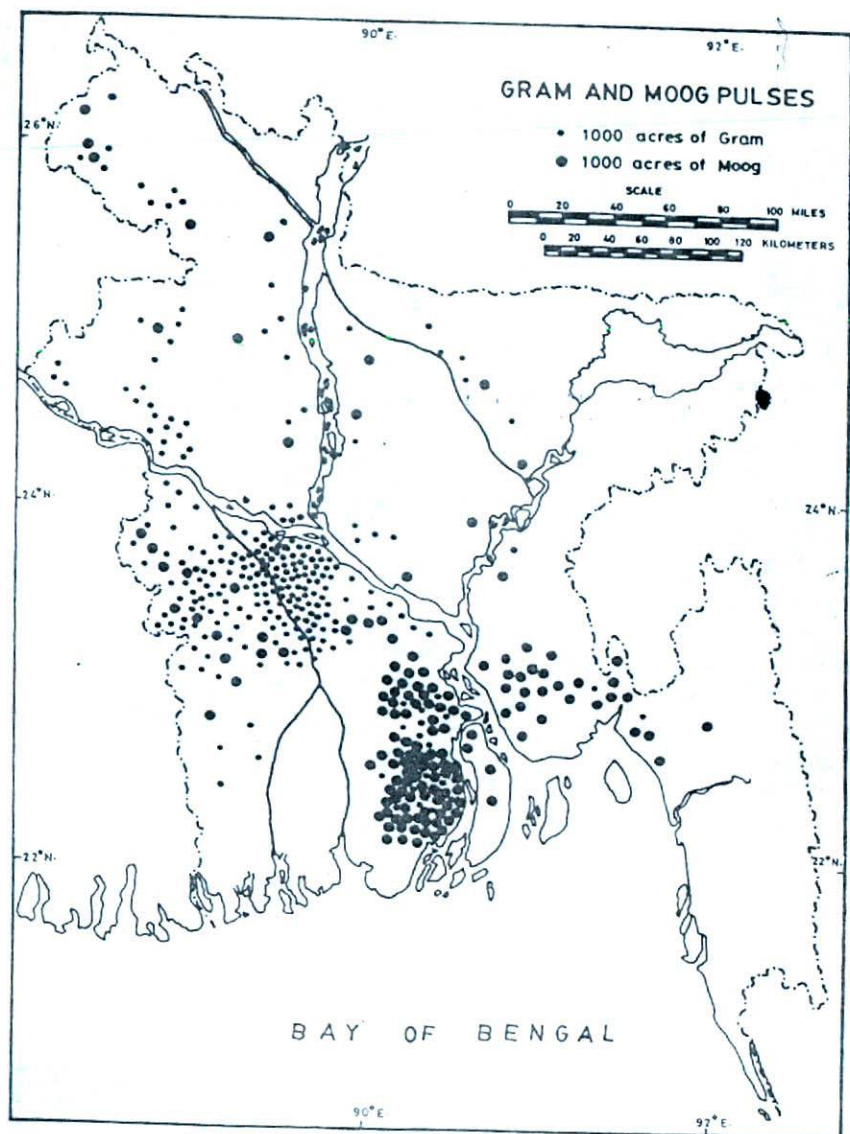 90°E.
92°E.
GRAM AND MOOG PULSES
1000 acres of Gram
1000 acres of Moog
SCALE
0 20 40 60 80 100 MILES
0 20 40 60 80 100 120 KILOMETERS
26°N.
24°N.
24°N.
22°N.
22°N.
BAY OF BENGAL
90°E.
92°E.